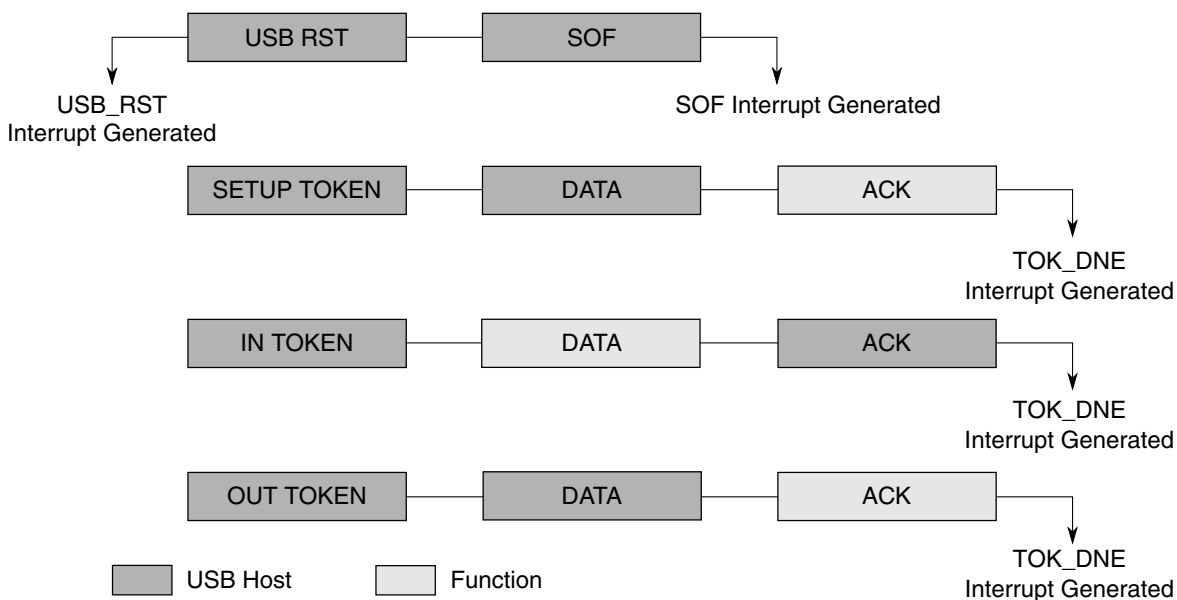 USB RST
SOF
USB_RST
Interrupt Generated
SOF Interrupt Generated
SETUP TOKEN
DATA
ACK
TOK_DNE
Interrupt Generated
IN TOKEN
DATA
ACK
TOK_DNE
Interrupt Generated
OUT TOKEN
DATA
ACK
TOK_DNE
Interrupt Generated
USB Host
Function